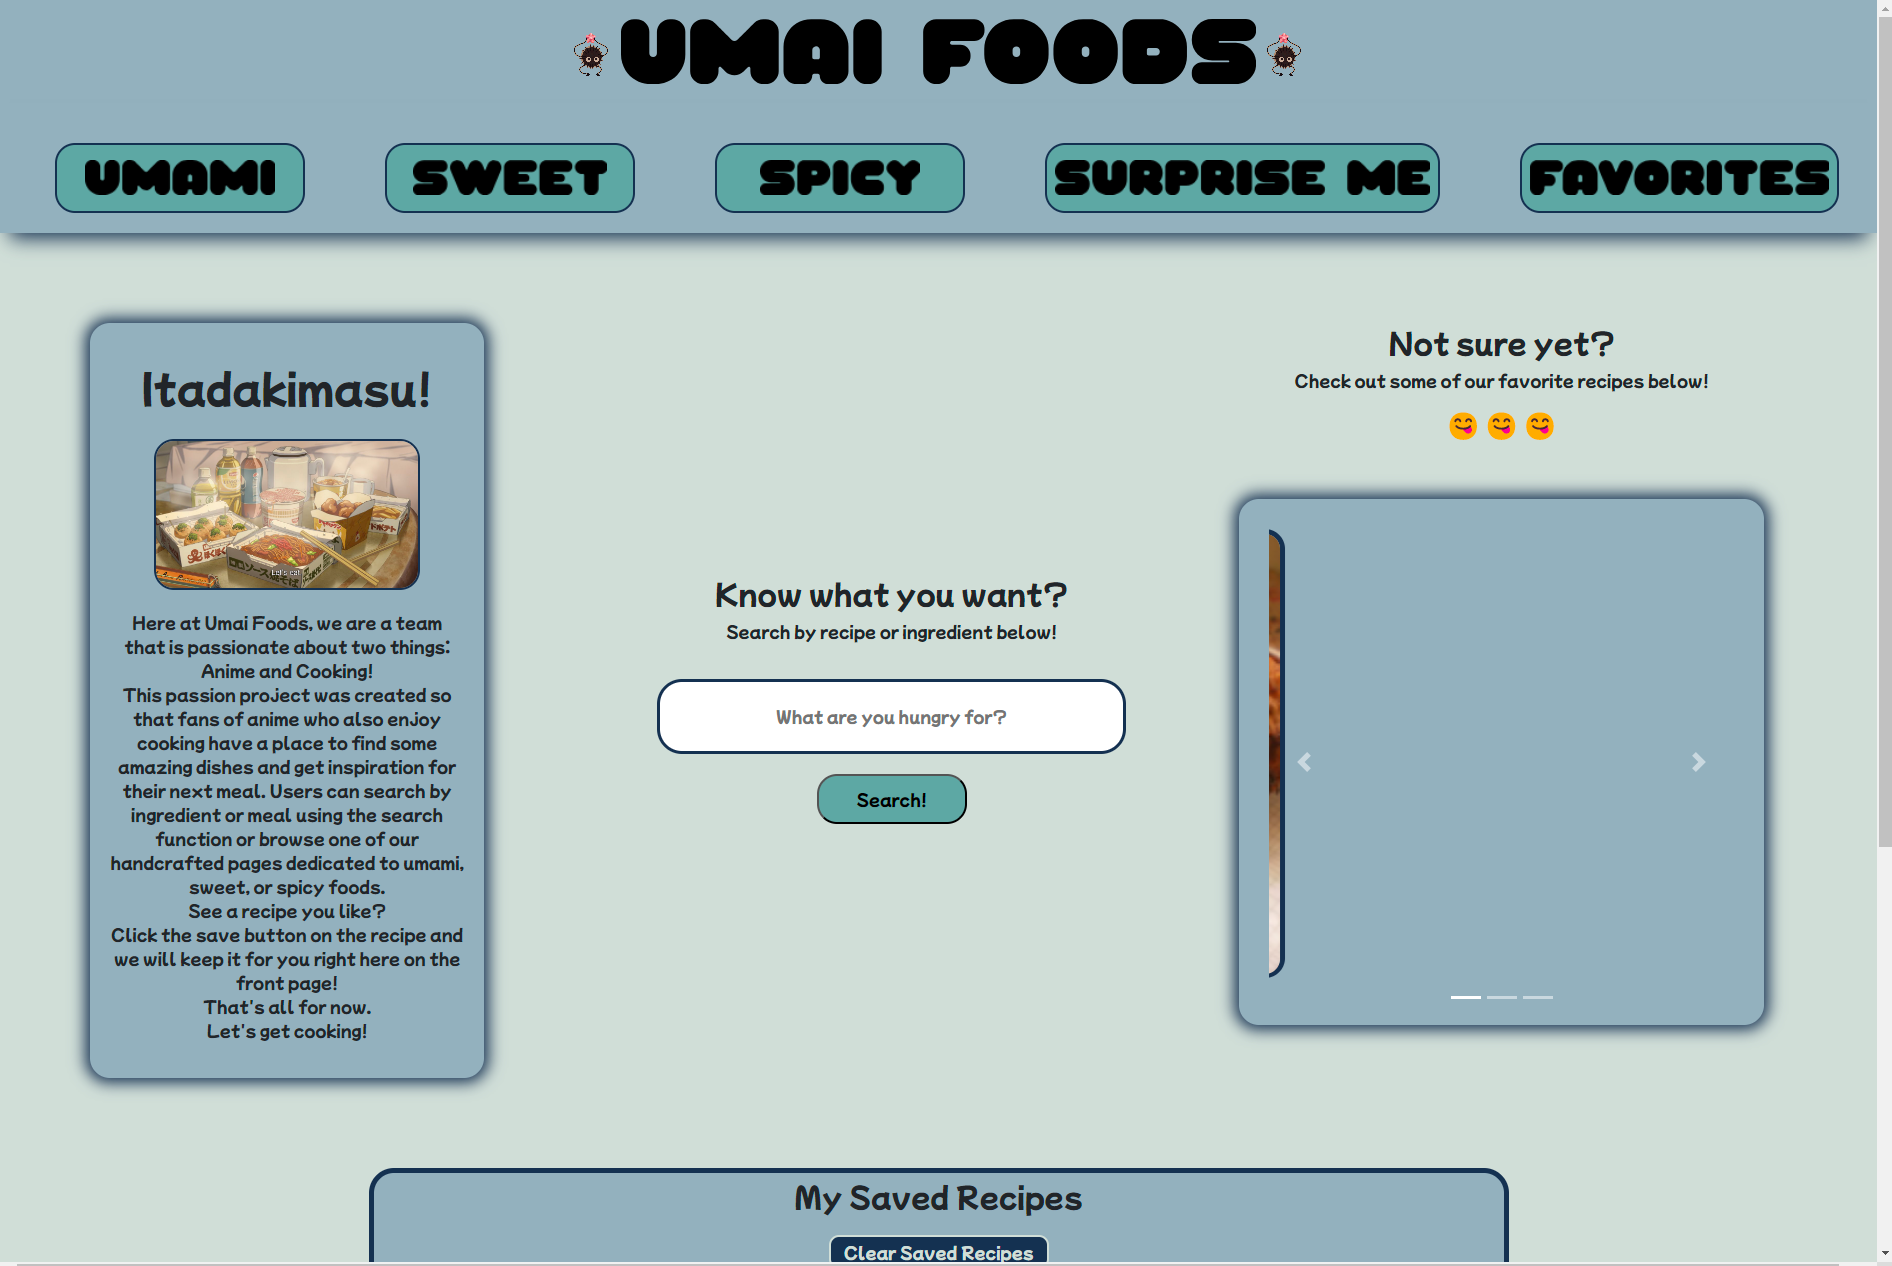 UMAI FOODS
UMAMI
SWEET
SPICY
SURPRISE ME
FAVORITES
Itadakimasu!
Let's eat
Here at Umai Foods, we are a team
that is passionate about two things:
Anime and Cooking!
This passion project was created so
that fans of anime who also enjoy
cooking have a place to find some
amazing dishes and get inspiration for
their next meal. Users can search by
ingredient or meal using the search
function or browse one of our
handcrafted pages dedicated to umami,
sweet, or spicy foods.
See a recipe you like?
Click the save button on the recipe and
we will keep it for you right here on the
front page!
That's all for now.
Let's get cooking!
Know what you want?
Search by recipe or ingredient below!
What are you hungry for?
Search!
Not sure yet?
Check out some of our favorite recipes below!
My Saved Recipes
Clear Saved Recipes